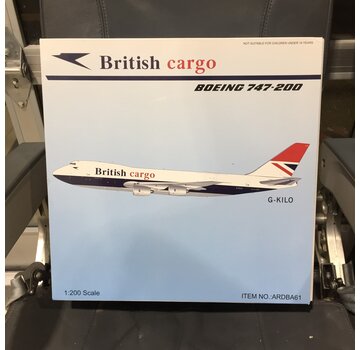 NOT SUITABLE FOR CHILDREN UNDER 14 YEARS
British cargo
BOEING 747-200
British cargo
G-KILO
1:200 Scale
ITEM NO.:ARDBA61